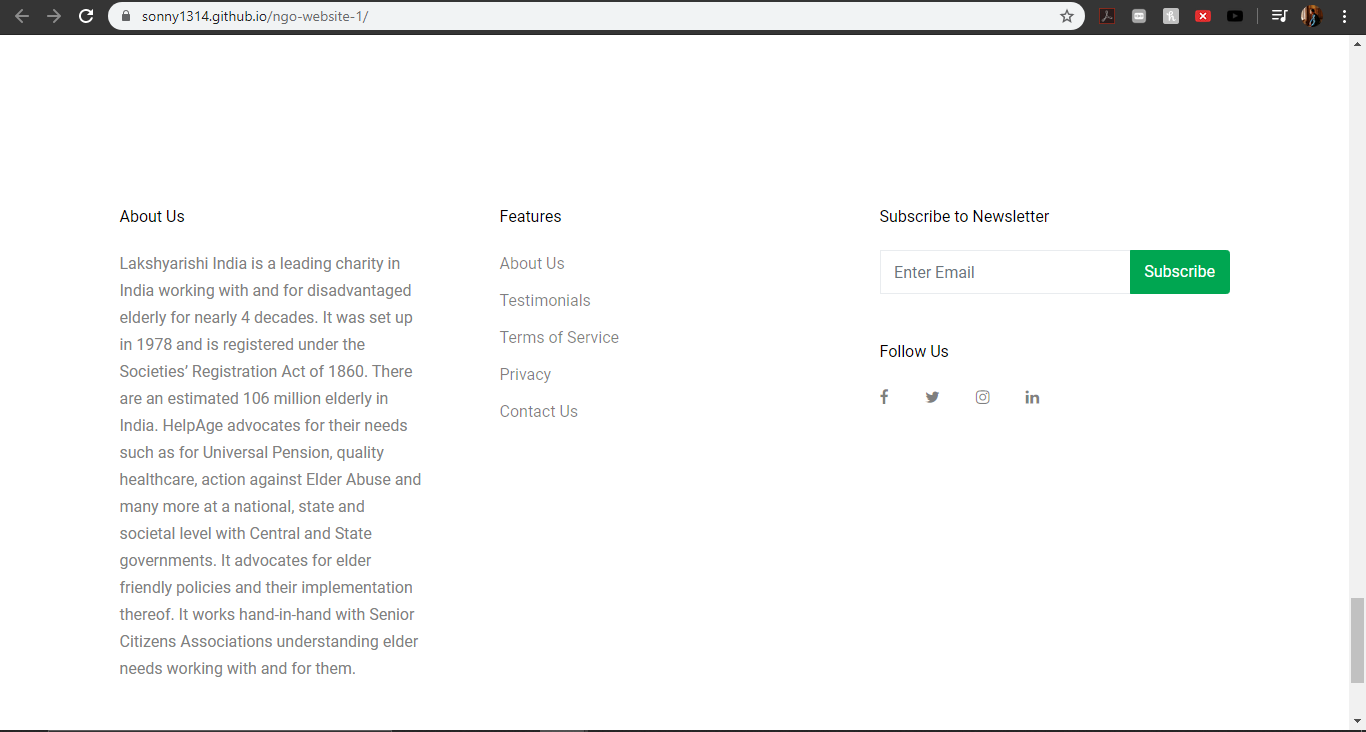 sonny1314.github.io/ngo-website-1/
About Us
Lakshyarishi India is a leading charity in
India working with and for disadvantaged
elderly for nearly 4 decades. It was set up
in 1978 and is registered under the
Societies’ Registration Act of 1860. There
are an estimated 106 million elderly in
India. HelpAge advocates for their needs
such as for Universal Pension, quality
healthcare, action against Elder Abuse and
many more at a national, state and
societal level with Central and State
governments. It advocates for elder
friendly policies and their implementation
thereof. It works hand-in-hand with Senior
Citizens Associations understanding elder
needs working with and for them.
Features
About Us
Testimonials
Terms of Service
Privacy
Contact Us
Subscribe to Newsletter
Enter Email
Subscribe
Follow Us